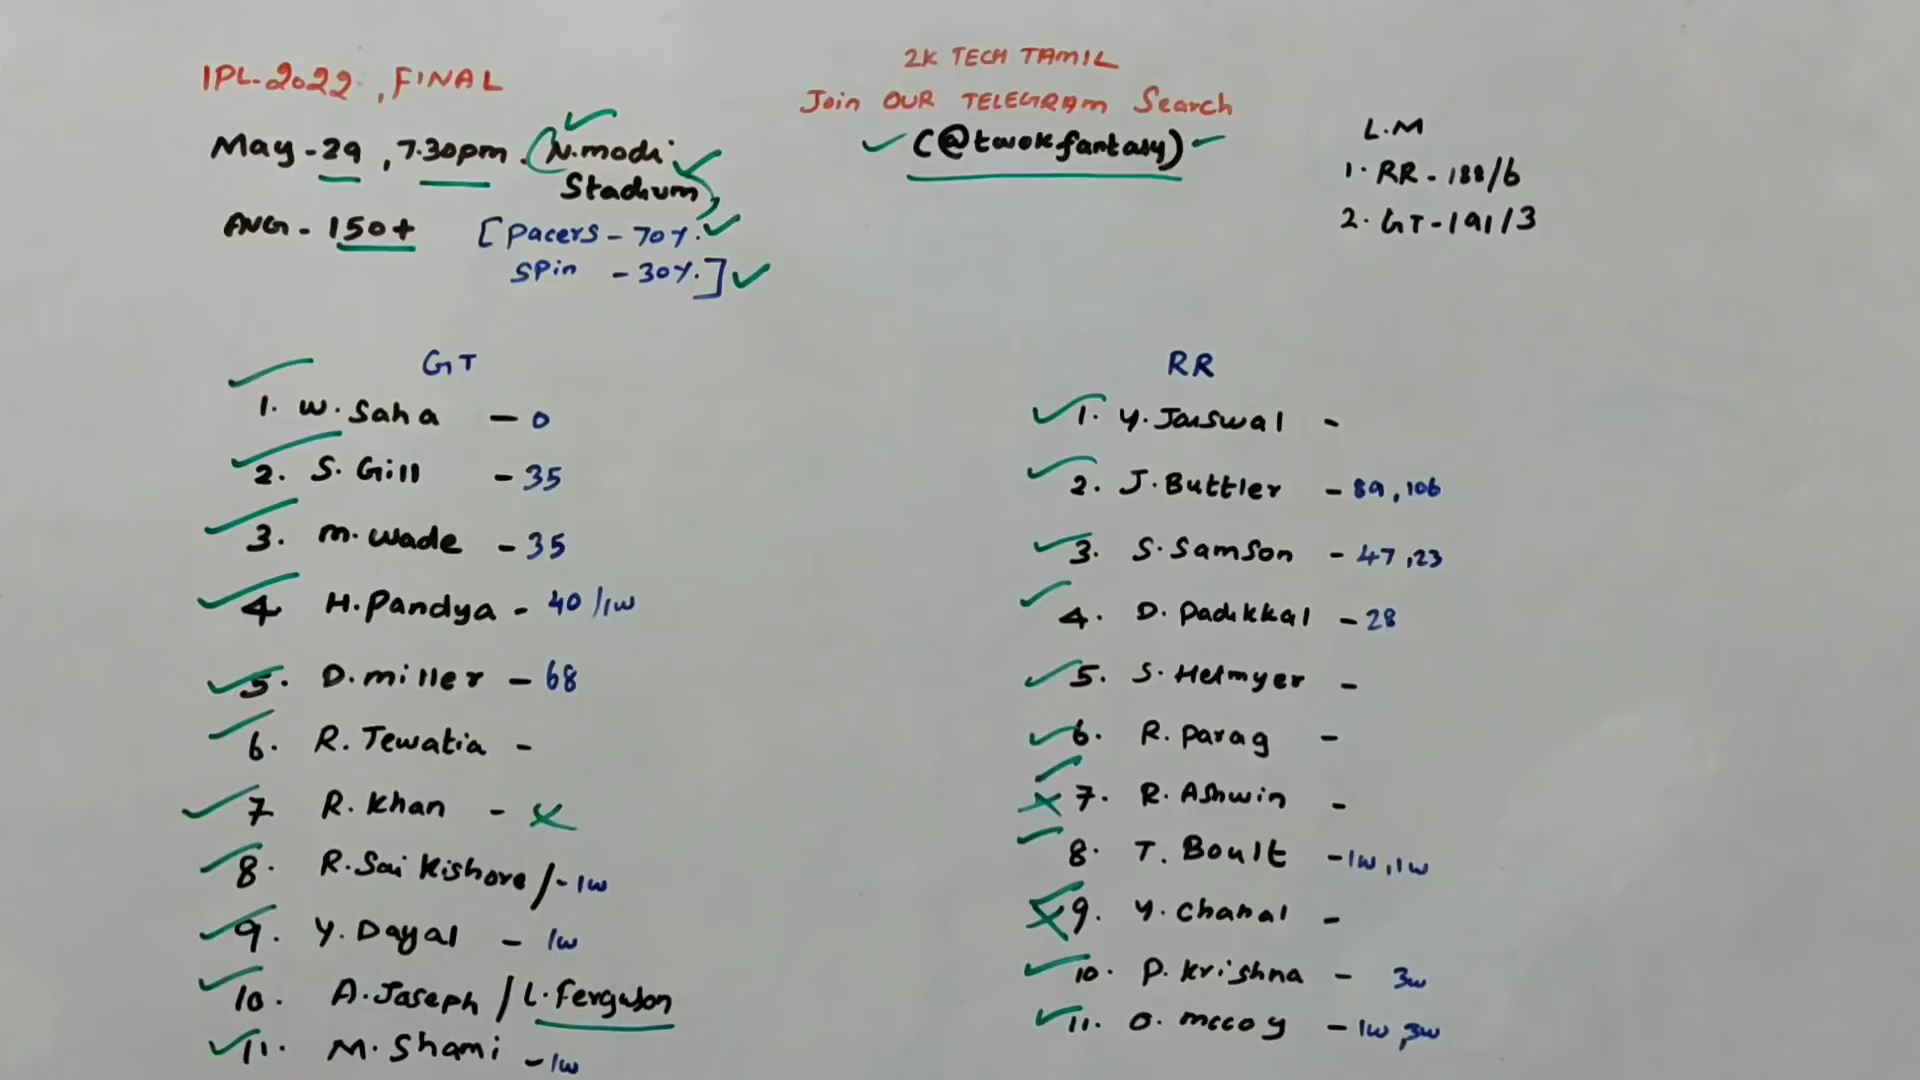 IPL-2022, FINAL
May-29, 7.30pm. (N.modi
Stadium)
AVG - 150+
[Pacers - 70%.
SPin - 30%.]
2K TECH TAMIL
Join OUR TELEGRAM Search
(@twokfantasy)
L.M
1. RR - 188/6
2. GT - 191/3
GT
1. W. Saha - 0
2. S. Gill - 35
3. M. Wade - 35
4 H. Pandya - 40/1w
5. D. Miller - 68
6. R. Tewatia -
7 R. Khan - x
8. R. Sai Kishore / - 1w
9. Y. Dayal - 1w
10. A. Jaseph / L. Ferguson
11. M. Shami - 1w
RR
1. Y. Jaiswal -
2. J. Buttler - 89, 106
3. S. Samson - 47, 23
4. D. Padikkal - 28
5. S. Hetmyer -
6. R. Parag -
7. R. Ashwin -
8. T. Boult - 1w, 1w
9. Y. Chahal -
10. P. Krishna - 3w
11. O. mccoy - 1w, 3w